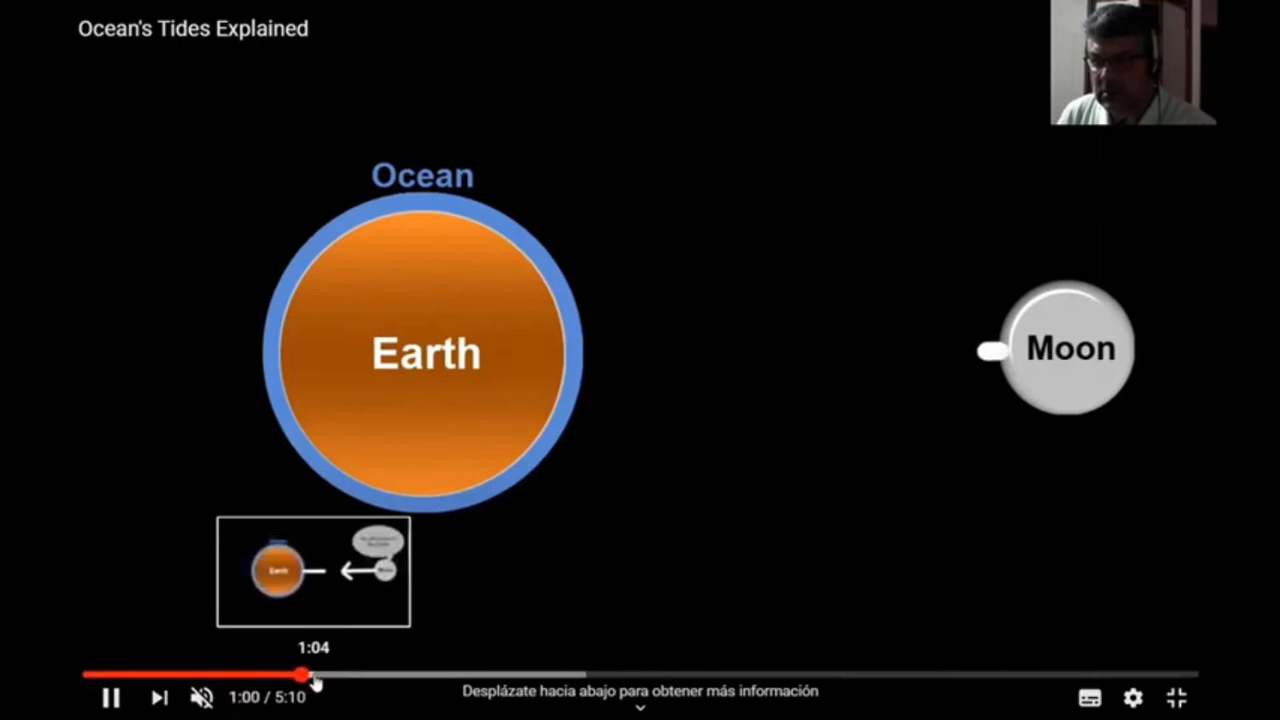 Ocean's Tides Explained
Ocean
Earth
Moon
Earth
Moon
1:04
1:00 / 5:10
Desplázate hacia abajo para obtener más información